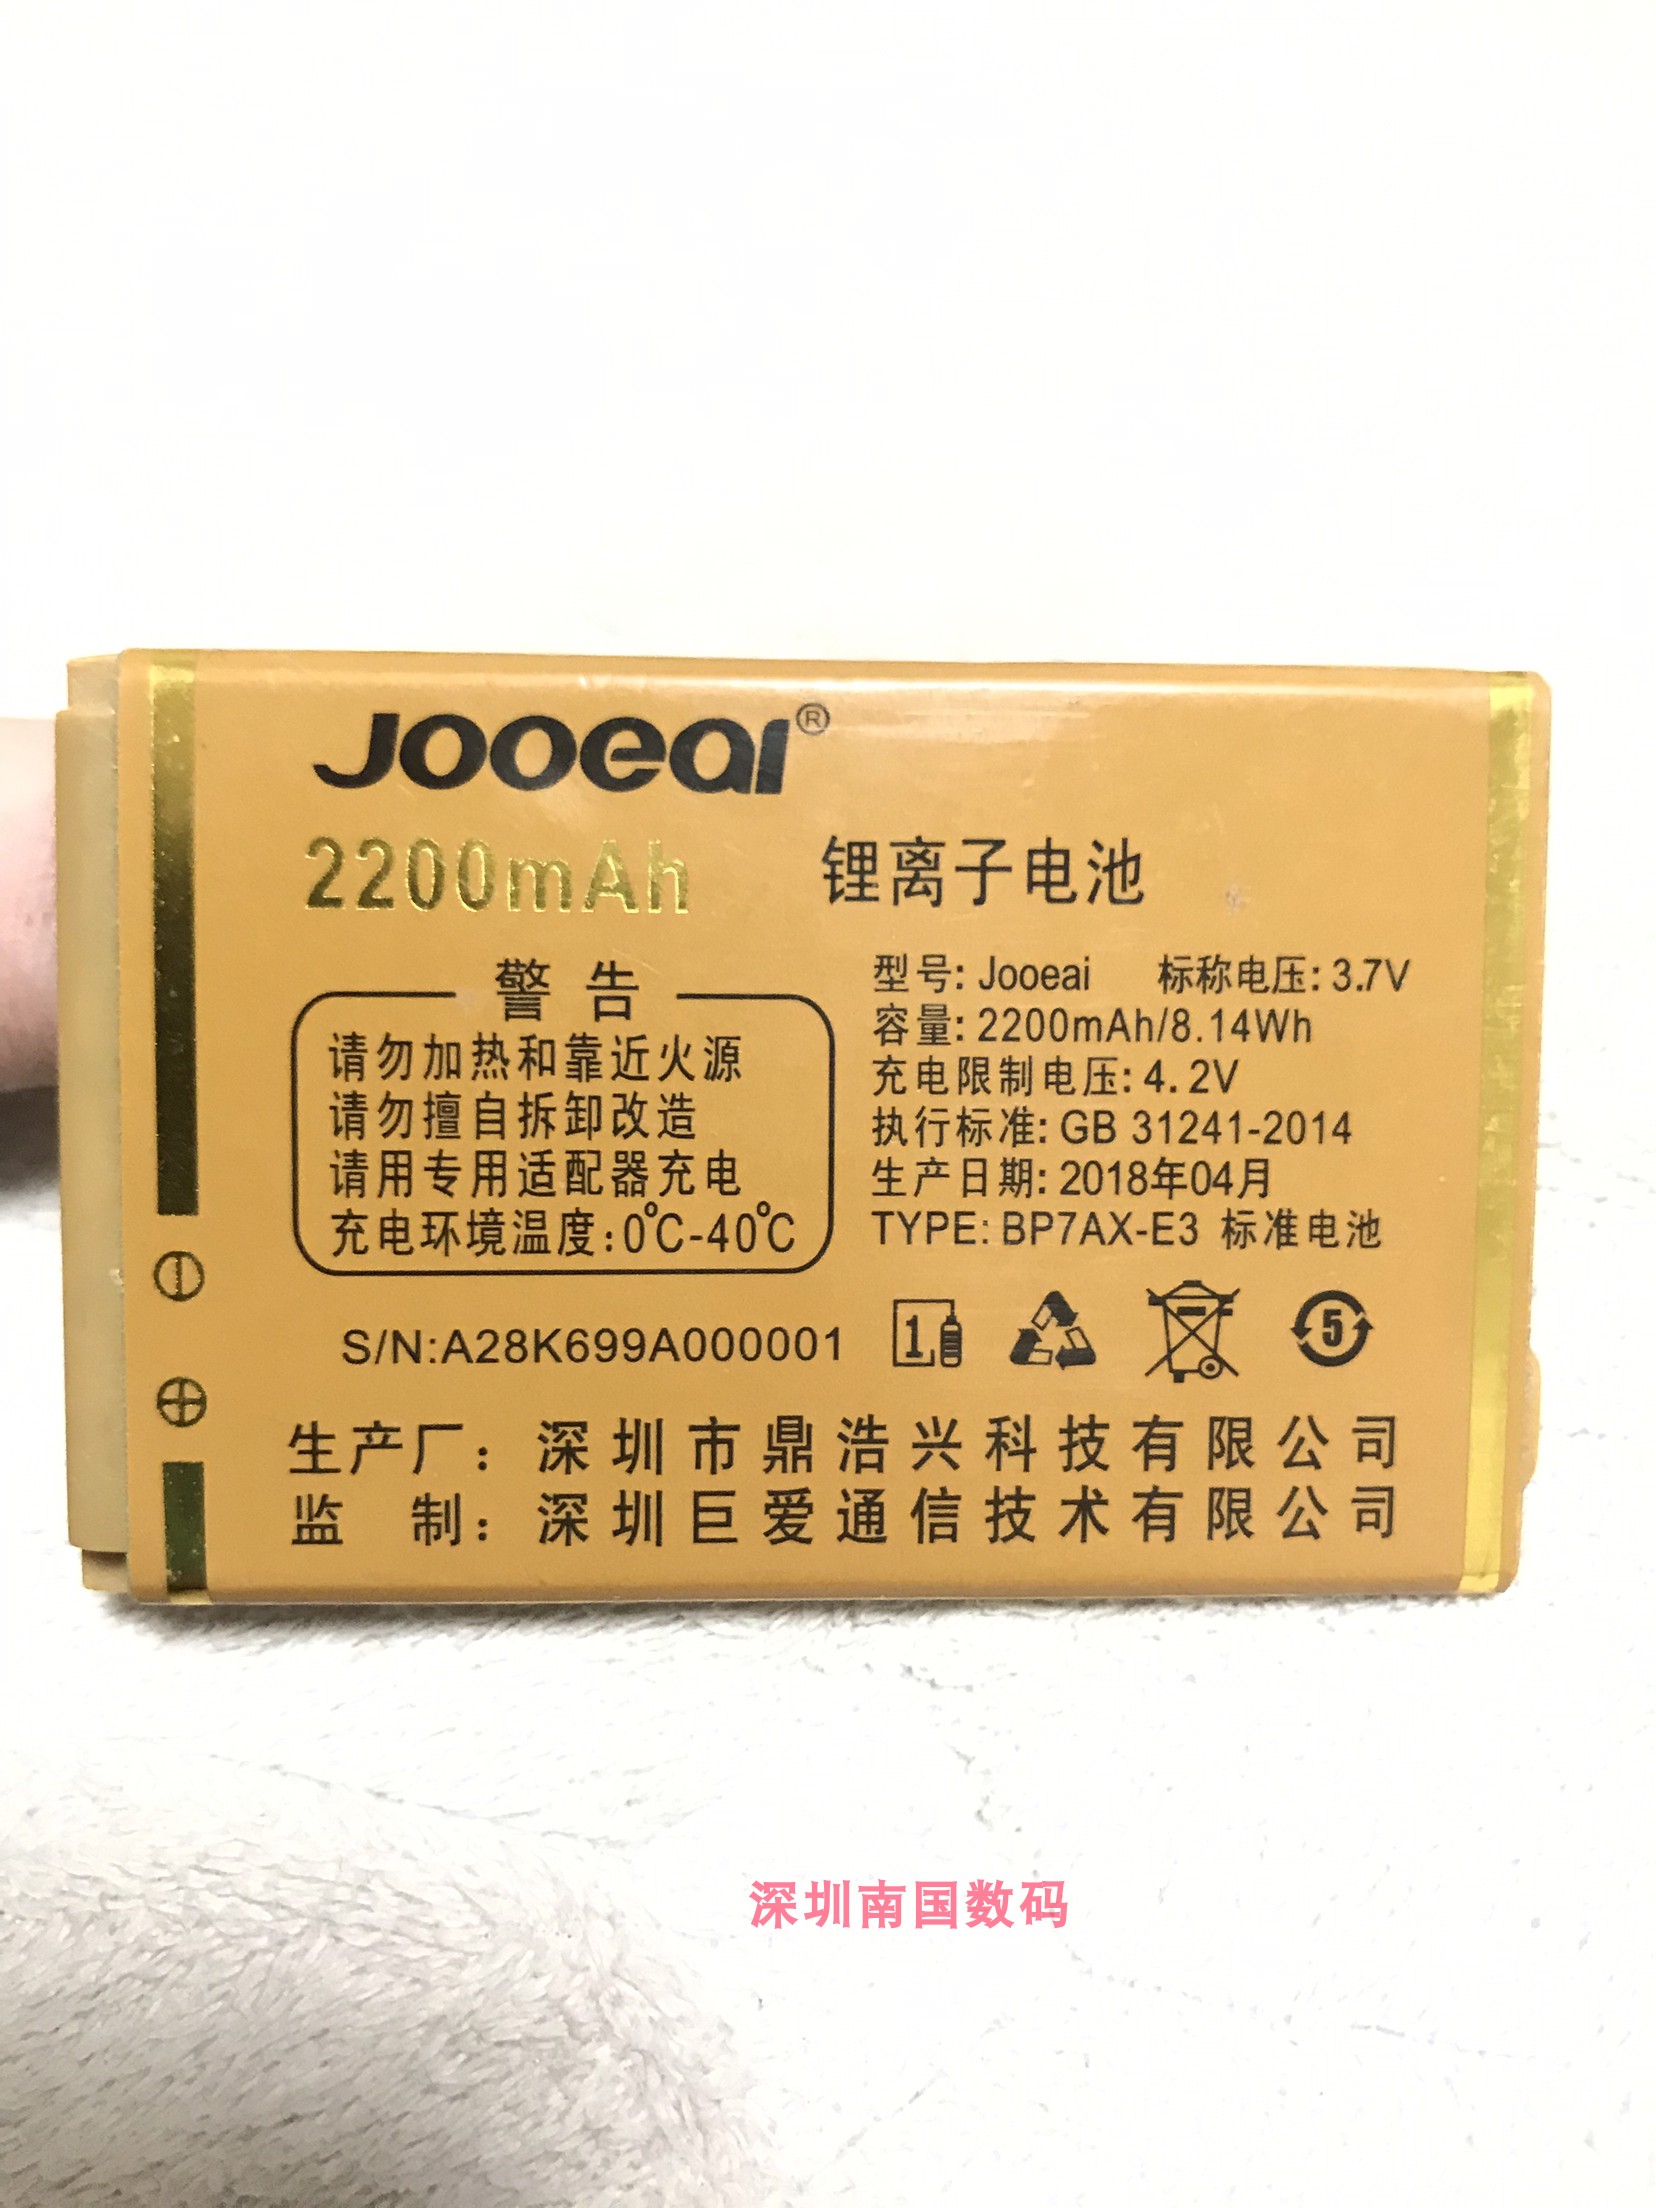 Jooeai®
2200mAh 锂离子电池
警告
请勿加热和靠近火源
请勿擅自拆卸改造
请用专用适配器充电
充电环境温度:0℃-40℃
型号: Jooeai 标称电压: 3.7V
容量: 2200mAh/8.14Wh
充电限制电压: 4.2V
执行标准: GB 31241-2014
生产日期: 2018年04月
TYPE: BP7AX-E3 标准电池
S/N:A28K699A000001
1
5
生产厂：深圳市鼎浩兴科技有限公司
监 制：深圳巨爱通信技术有限公司
深圳南国数码